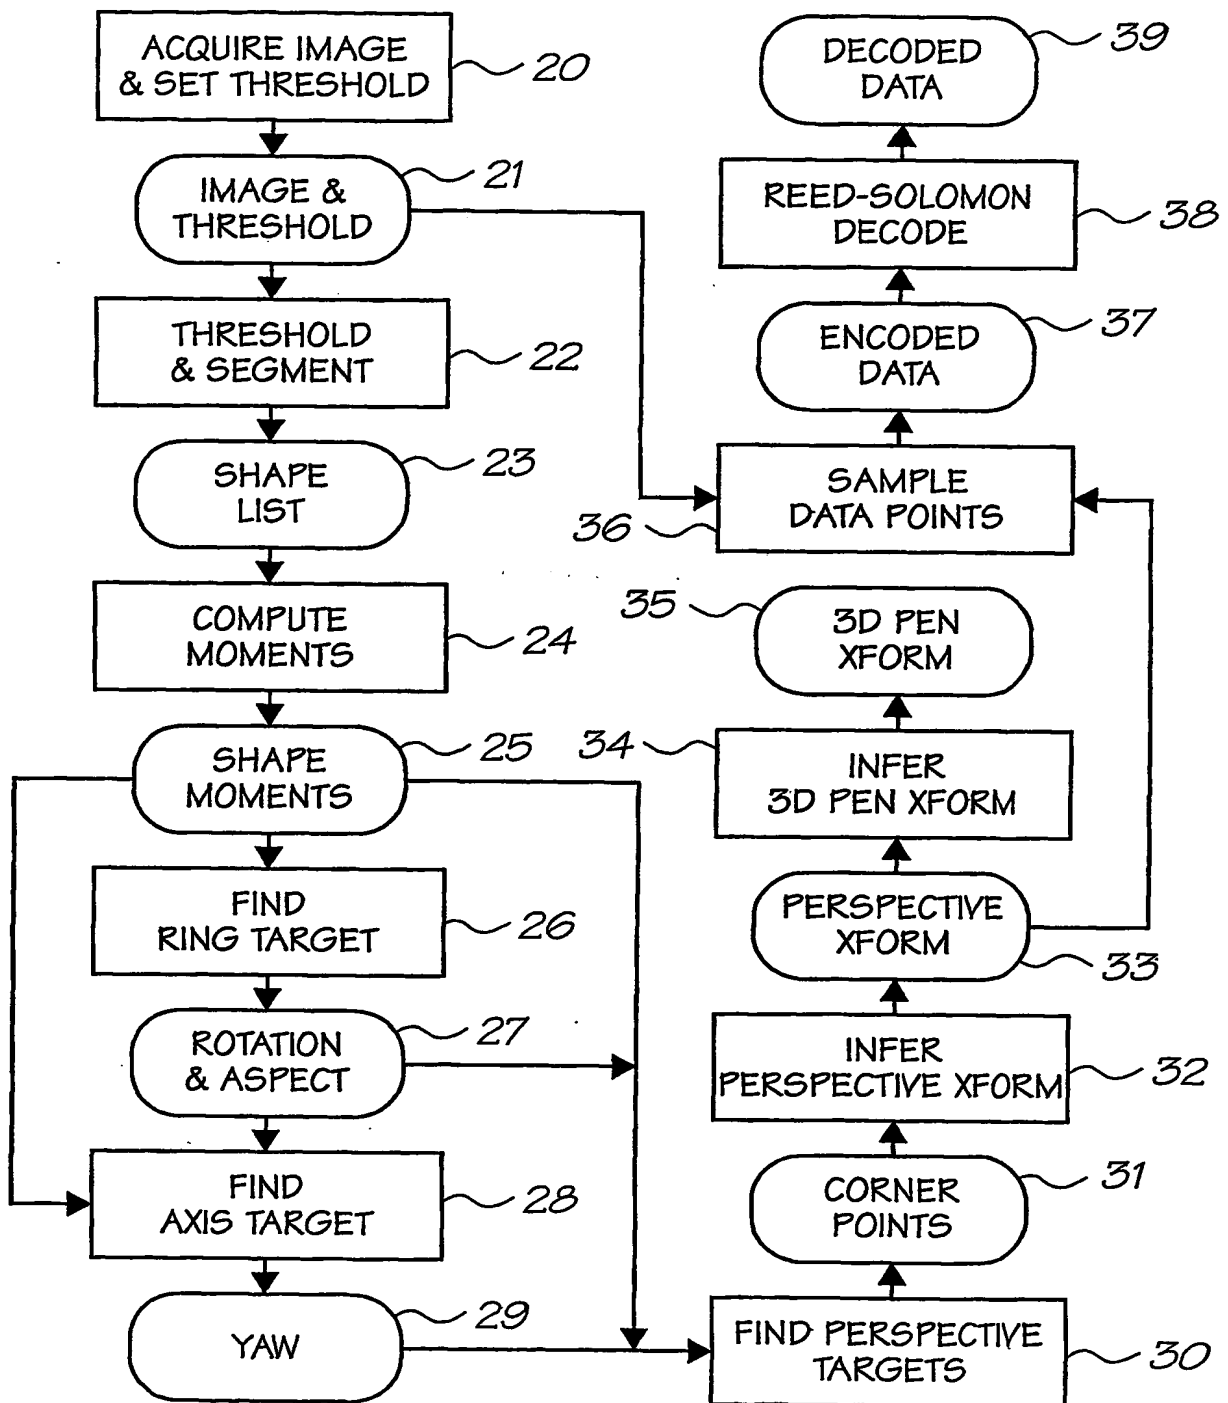 ACQUIRE IMAGE
& SET THRESHOLD
20
IMAGE &
THRESHOLD
21
THRESHOLD
& SEGMENT
22
SHAPE
LIST
23
COMPUTE
MOMENTS
24
SHAPE
MOMENTS
25
FIND
RING TARGET
26
ROTATION
& ASPECT
27
FIND
AXIS TARGET
28
YAW
29
FIND PERSPECTIVE
TARGETS
30
CORNER
POINTS
31
INFER
PERSPECTIVE XFORM
32
PERSPECTIVE
XFORM
33
INFER
3D PEN XFORM
34
3D PEN
XFORM
35
SAMPLE
DATA POINTS
36
ENCODED
DATA
37
REED-SOLOMON
DECODE
38
DECODED
DATA
39